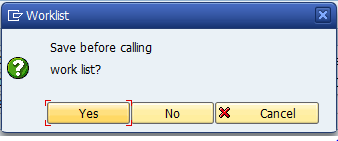 Worklist
Save before calling
work list?
Yes
No
Cancel